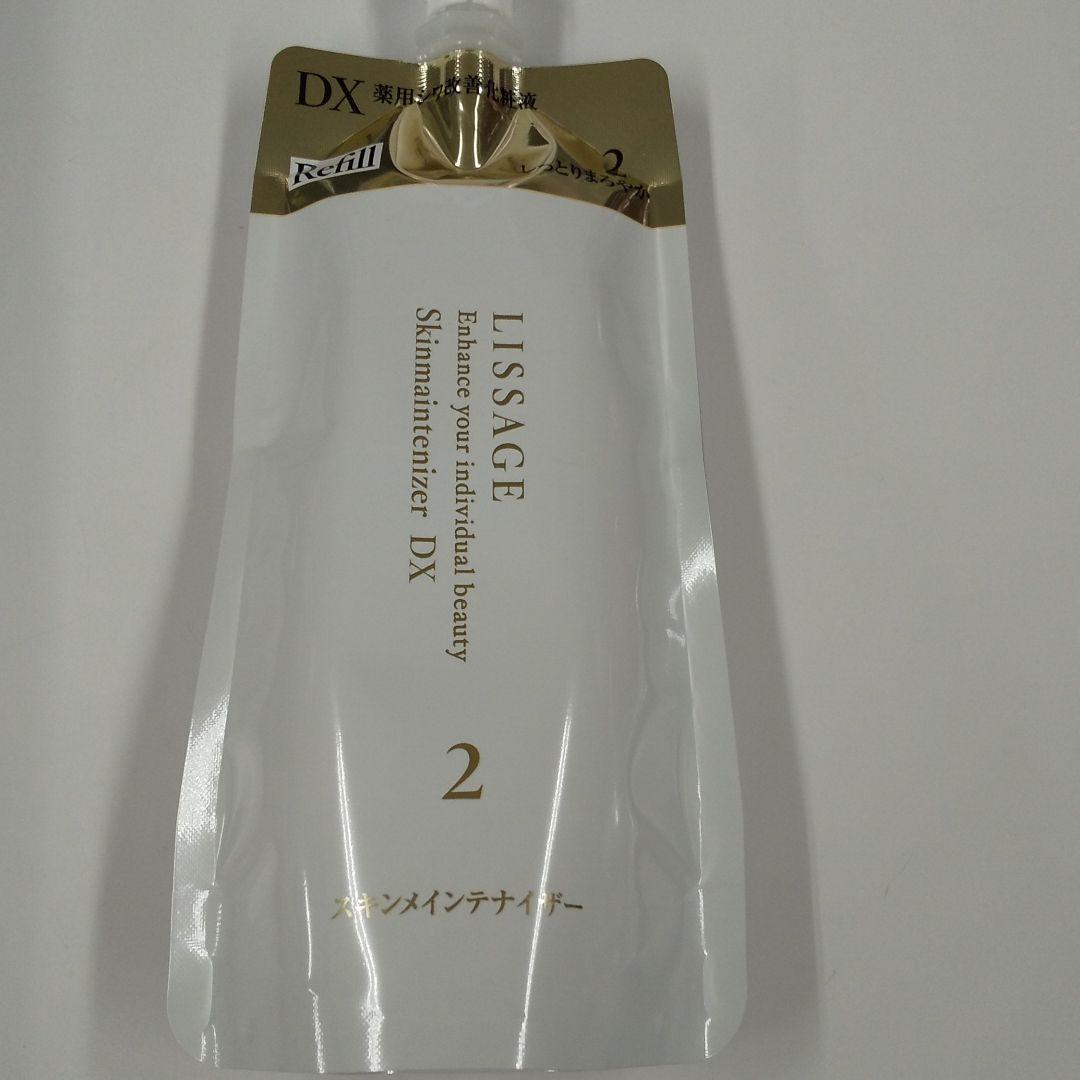 DX 薬用シワ改善化粧液
Refill
2
しっとりまろやか
LISSAGE
Enhance your individual beauty
Skinmaintenizer DX
2
スキンメインテナイザー